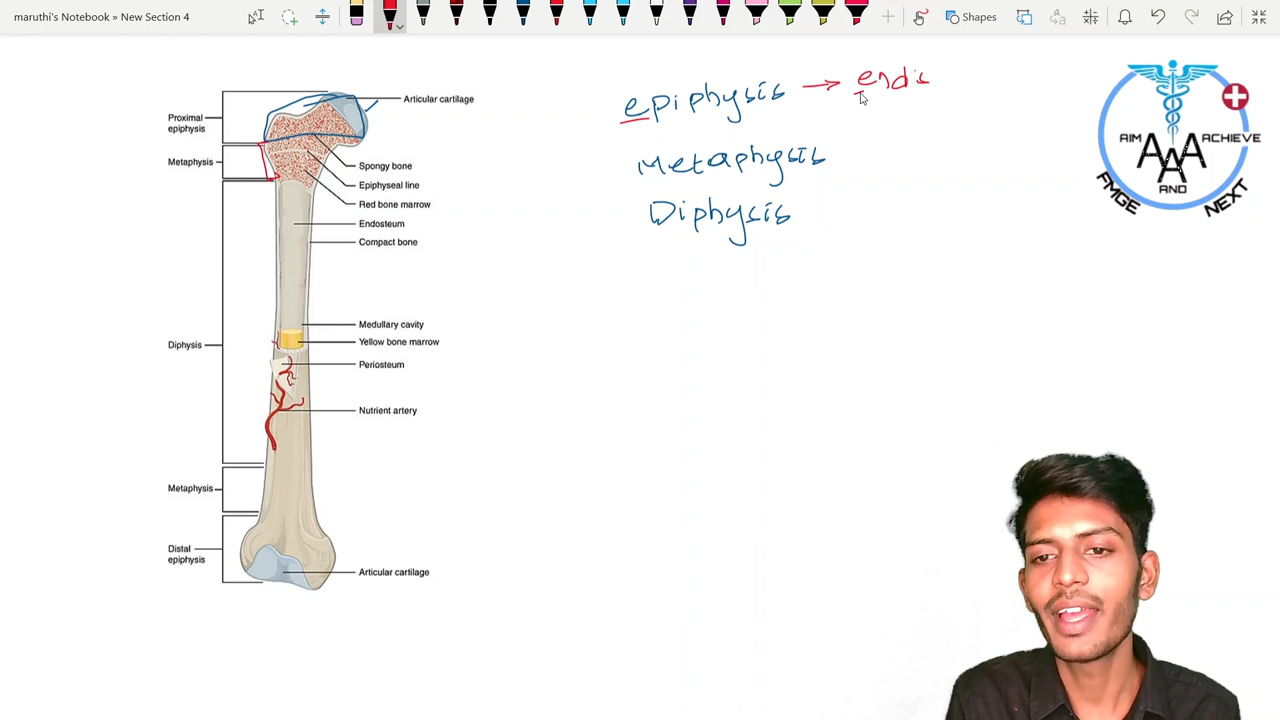 maruthi's Notebook » New Section 4
Shapes
Proximal
epiphysis
Metaphysis
Diphysis
Metaphysis
Distal
epiphysis
Articular cartilage
Spongy bone
Epiphyseal line
Red bone marrow
Endosteum
Compact bone
Medullary cavity
Yellow bone marrow
Periosteum
Nutrient artery
Articular cartilage
epiphysis → endis
Metaphysis
Diphysis
AIM ACHIEVE
AAA
AND
FMGE NEXT